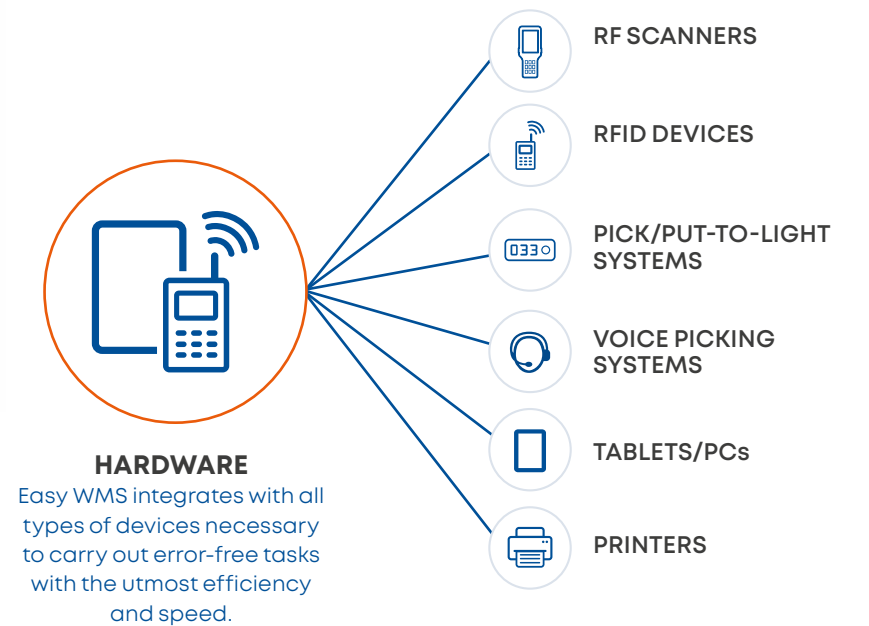 RF SCANNERS
RFID DEVICES
PICK/PUT-TO-LIGHT
SYSTEMS
033
VOICE PICKING
SYSTEMS
TABLETS/PCs
PRINTERS
HARDWARE
Easy WMS integrates with all
types of devices necessary
to carry out error-free tasks
with the utmost efficiency
and speed.